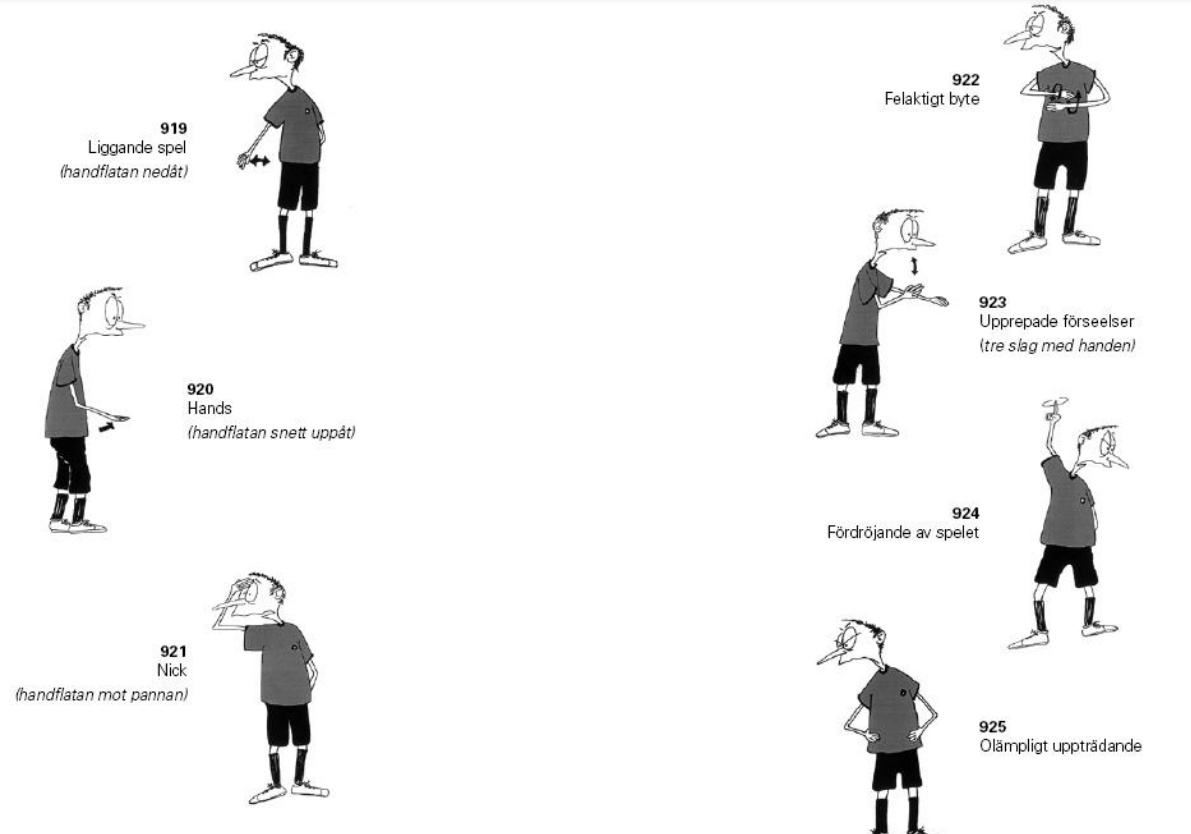 919
Liggande spel
(handflatan nedåt)
920
Hands
(handflatan snett uppåt)
921
Nick
(handflatan mot pannan)
922
Felaktigt byte
923
Upprepade förseelser
(tre slag med handen)
924
Fördröjande av spelet
925
Olämpligt uppträdande